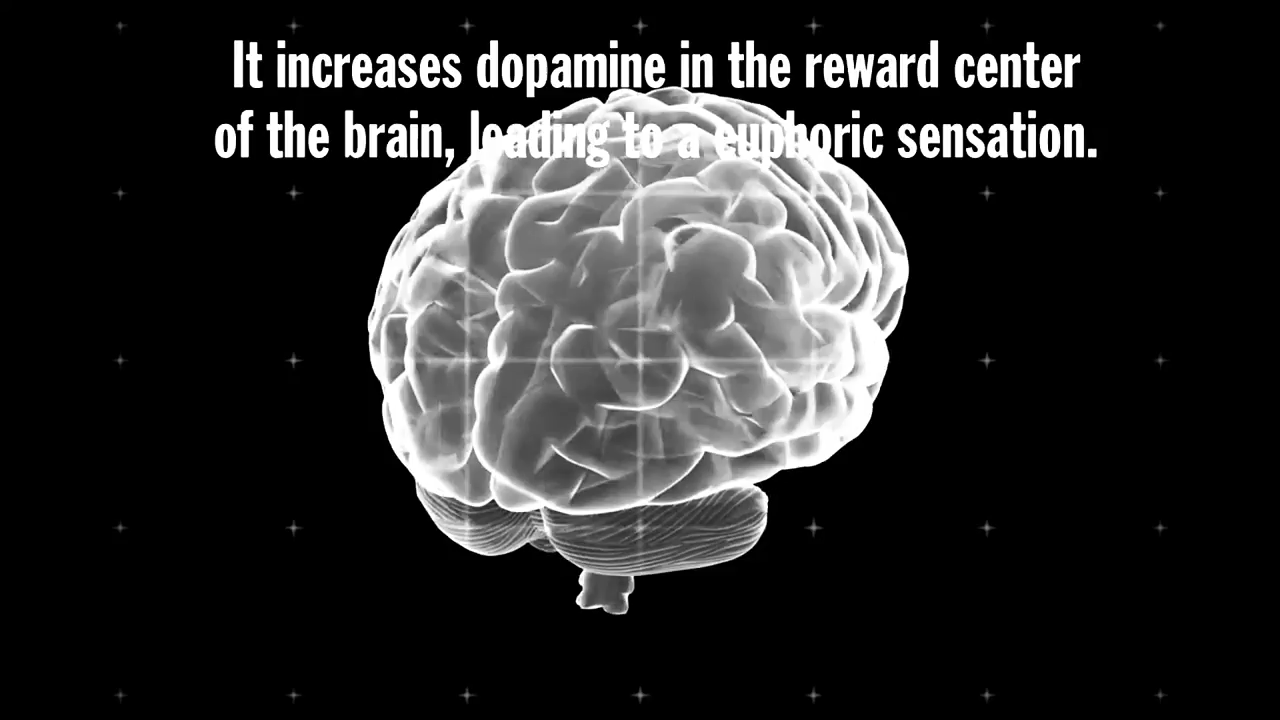 It increases dopamine in the reward center
of the brain, leading to a euphoric sensation.